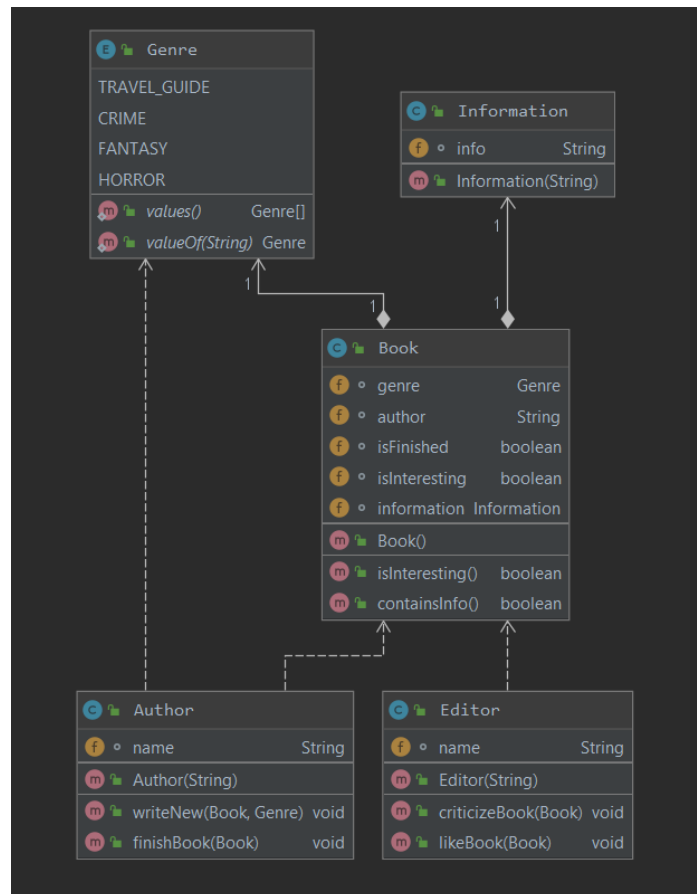 E Genre
TRAVEL_GUIDE
CRIME
FANTASY
HORROR
m values() Genre[]
m valueOf(String) Genre
C Information
f info String
m Information(String)
1
1
1
1
C Book
f genre Genre
f author String
f isFinished boolean
f isInteresting boolean
f information Information
m Book()
m isInteresting() boolean
m containsInfo() boolean
C Author
f name String
m Author(String)
m writeNew(Book, Genre) void
m finishBook(Book) void
C Editor
f name String
m Editor(String)
m criticizeBook(Book) void
m likeBook(Book) void